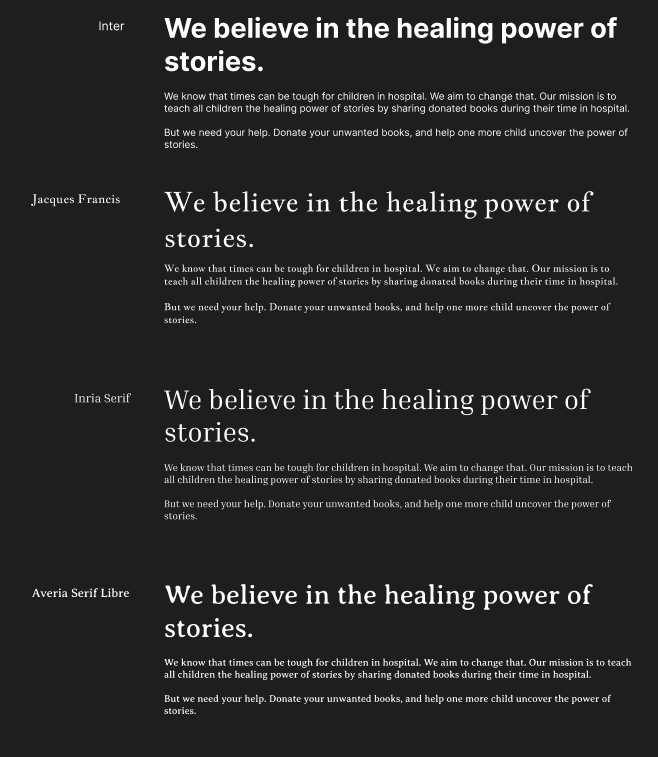 Inter
We believe in the healing power of
stories.
We know that times can be tough for children in hospital. We aim to change that. Our mission is to
teach all children the healing power of stories by sharing donated books during their time in hospital.
But we need your help. Donate your unwanted books, and help one more child uncover the power of
stories.
Jacques Francis
We believe in the healing power of
stories.
We know that times can be tough for children in hospital. We aim to change that. Our mission is to
teach all children the healing power of stories by sharing donated books during their time in hospital.
But we need your help. Donate your unwanted books, and help one more child uncover the power of
stories.
Inria Serif
We believe in the healing power of
stories.
We know that times can be tough for children in hospital. We aim to change that. Our mission is to teach
all children the healing power of stories by sharing donated books during their time in hospital.
But we need your help. Donate your unwanted books, and help one more child uncover the power of
stories.
Averia Serif Libre
We believe in the healing power of
stories.
We know that times can be tough for children in hospital. We aim to change that. Our mission is to teach
all children the healing power of stories by sharing donated books during their time in hospital.
But we need your help. Donate your unwanted books, and help one more child uncover the power of
stories.